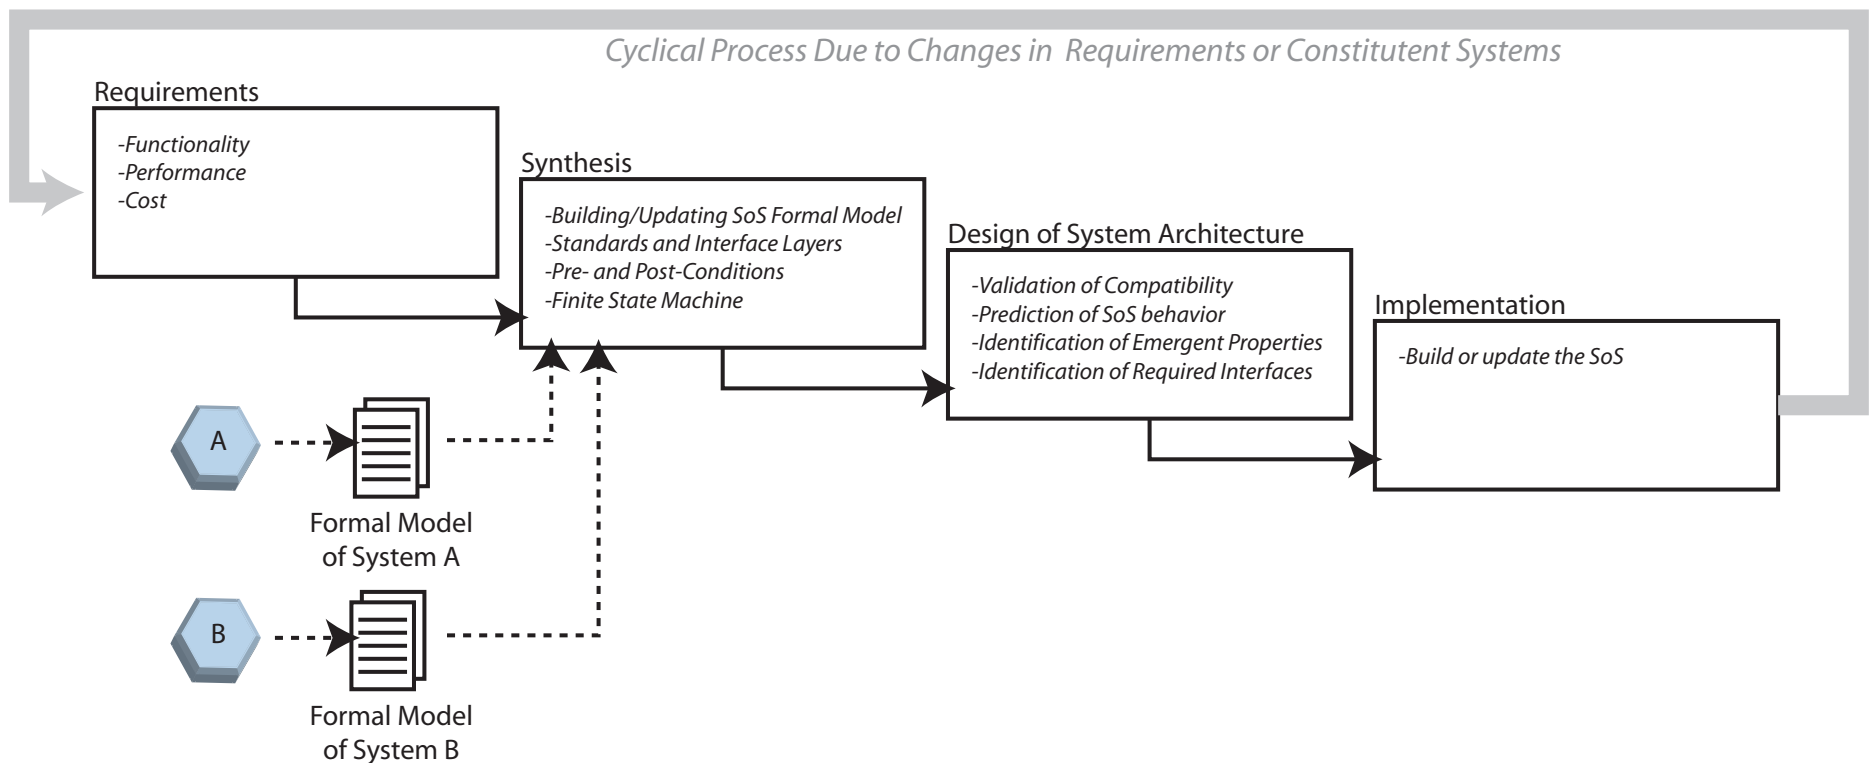 Cyclical Process Due to Changes in Requirements or Constitutent Systems
Requirements
-Functionality
-Performance
-Cost
Synthesis
-Building/Updating SoS Formal Model
-Standards and Interface Layers
-Pre- and Post-Conditions
-Finite State Machine
Design of System Architecture
-Validation of Compatibility
-Prediction of SoS behavior
-Identification of Emergent Properties
-Identification of Required Interfaces
Implementation
-Build or update the SoS
A
Formal Model
of System A
B
Formal Model
of System B